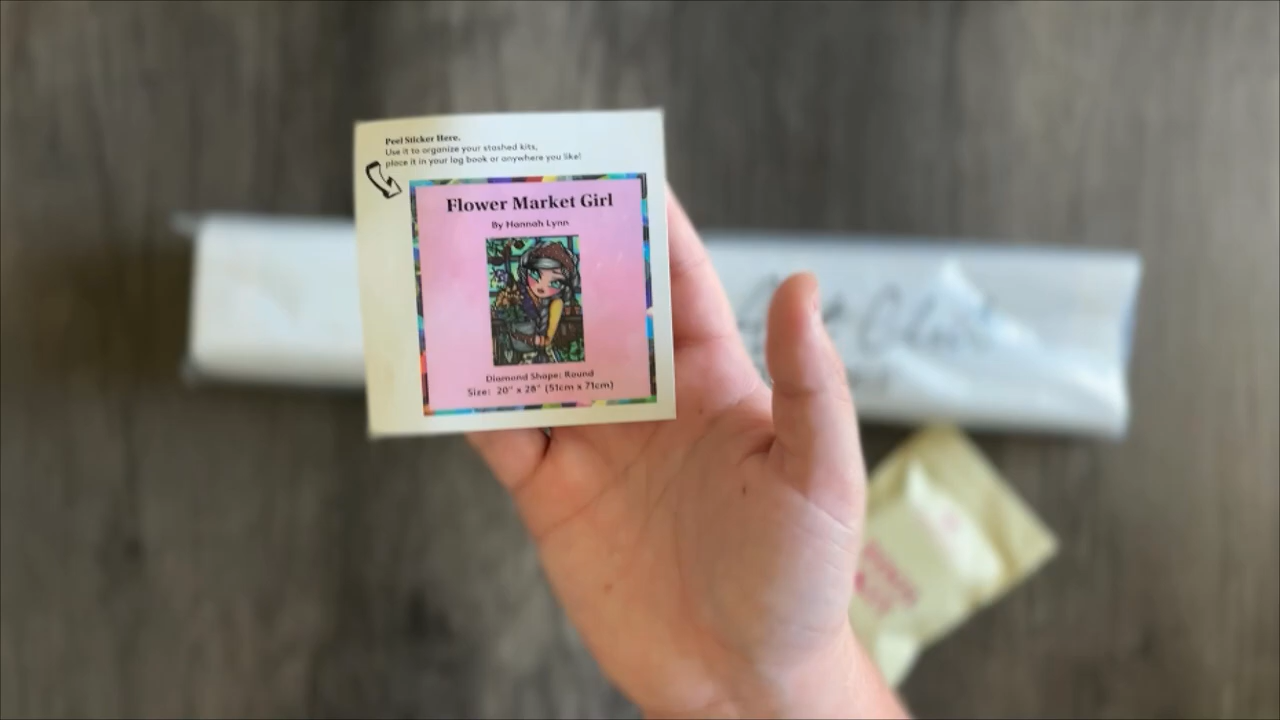 Peel Sticker Here.
Use it to organize your stashed kits,
place it in your log book or anywhere you like!
Flower Market Girl
By Hannah Lynn
Diamond Shape: Round
Size: 20" x 28" (51cm x 71cm)